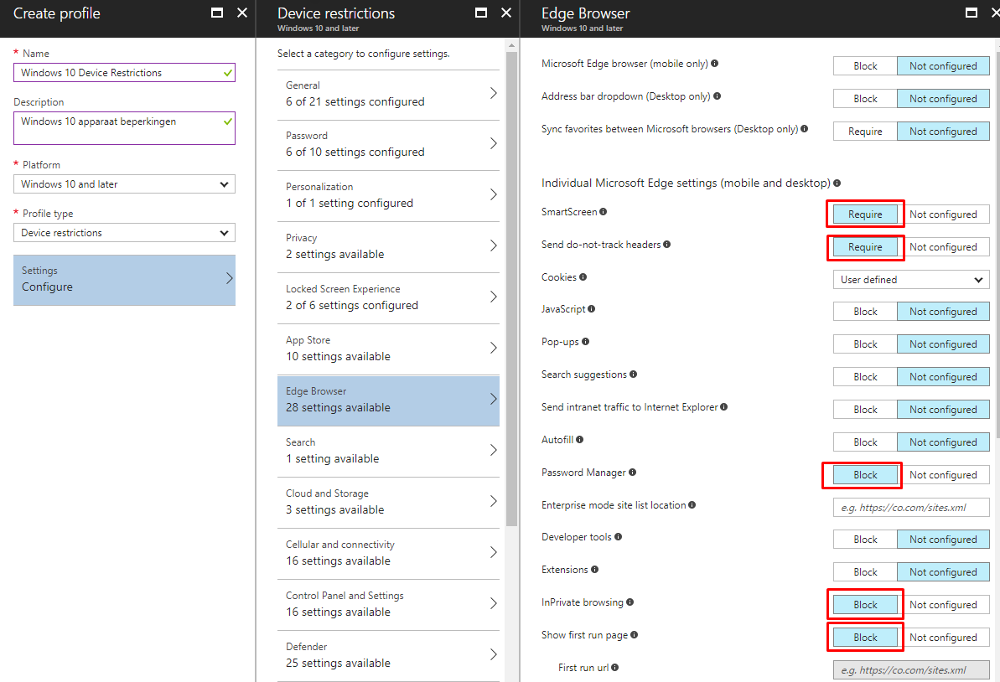 Create profile
* Name
Windows 10 Device Restrictions
Description
Windows 10 apparaat beperkingen
* Platform
Windows 10 and later
* Profile type
Device restrictions
Settings
Configure
Device restrictions
Windows 10 and later
Select a category to configure settings.
General
6 of 21 settings configured
Password
6 of 10 settings configured
Personalization
1 of 1 setting configured
Privacy
2 settings available
Locked Screen Experience
2 of 6 settings configured
App Store
10 settings available
Edge Browser
28 settings available
Search
1 setting available
Cloud and Storage
3 settings available
Cellular and connectivity
16 settings available
Control Panel and Settings
16 settings available
Defender
25 settings available
Edge Browser
Windows 10 and later
Microsoft Edge browser (mobile only) Block Not configured
Address bar dropdown (Desktop only) Block Not configured
Sync favorites between Microsoft browsers (Desktop only) Require Not configured
Individual Microsoft Edge settings (mobile and desktop)
SmartScreen Require Not configured
Send do-not-track headers Require Not configured
Cookies User defined
JavaScript Block Not configured
Pop-ups Block Not configured
Search suggestions Block Not configured
Send intranet traffic to Internet Explorer Block Not configured
Autofill Block Not configured
Password Manager Block Not configured
Enterprise mode site list location e.g. https://co.com/sites.xml
Developer tools Block Not configured
Extensions Block Not configured
InPrivate browsing Block Not configured
Show first run page Block Not configured
First run url e.g. https://co.com/sites.xml